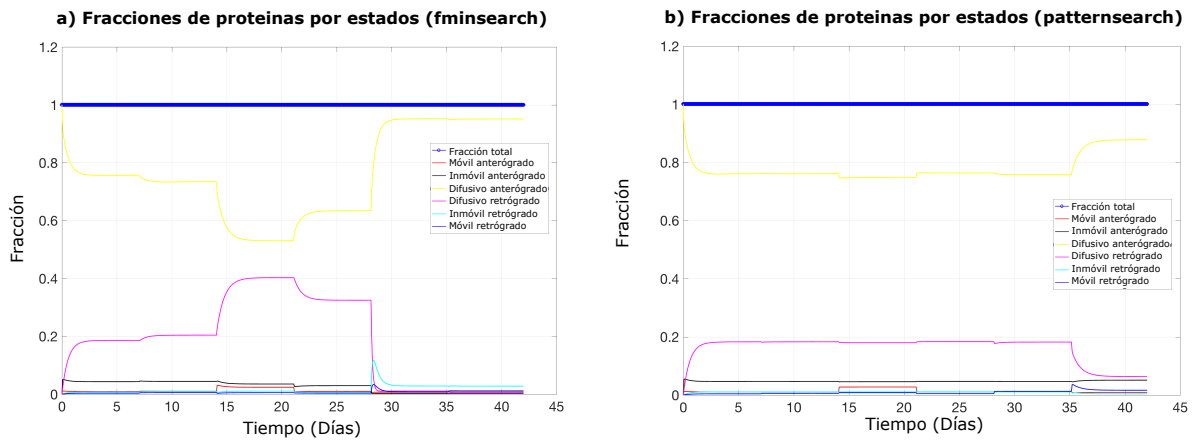 a) Fracciones de proteinas por estados (fminsearch)
1.2
1
0.8
0.6
0.4
0.2
0
0
5
10
15
20
25
30
35
40
45
Fracción
Tiempo (Días)
Fracción total
Móvil anterógrado
Inmóvil anterógrado
Difusivo anterógrado
Difusivo retrógrado
Inmóvil retrógrado
Móvil retrógrado
b) Fracciones de proteinas por estados (patternsearch)
1.2
1
0.8
0.6
0.4
0.2
0
0
5
10
15
20
25
30
35
40
45
Fracción
Tiempo (Días)
Fracción total
Móvil anterógrado
Inmóvil anterógrado
Difusivo anterógrado
Difusivo retrógrado
Inmóvil retrógrado
Móvil retrógrado